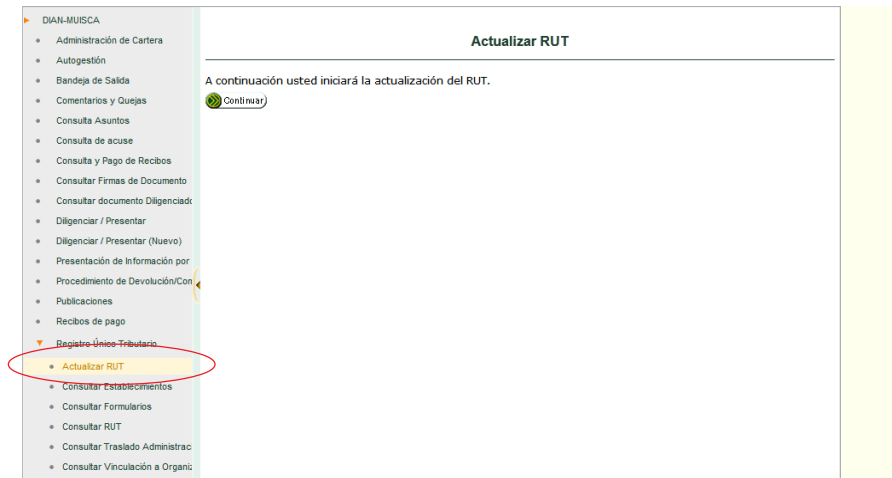 DIAN-MUISCA
Administración de Cartera
Autogestión
Bandeja de Salida
Comentarios y Quejas
Consulta Asuntos
Consulta de acuse
Consulta y Pago de Recibos
Consultar Firmas de Documento
Consultar documento Diligenciado
Diligenciar / Presentar
Diligenciar / Presentar (Nuevo)
Presentación de Información por
Procedimiento de Devolución/Con
Publicaciones
Recibos de pago
Registro Único Tributario
Actualizar RUT
Consultar Establecimientos
Consultar Formularios
Consultar RUT
Consultar Traslado Administrac
Consultar Vinculación a Organiz
Actualizar RUT
A continuación usted iniciará la actualización del RUT.
Continuar